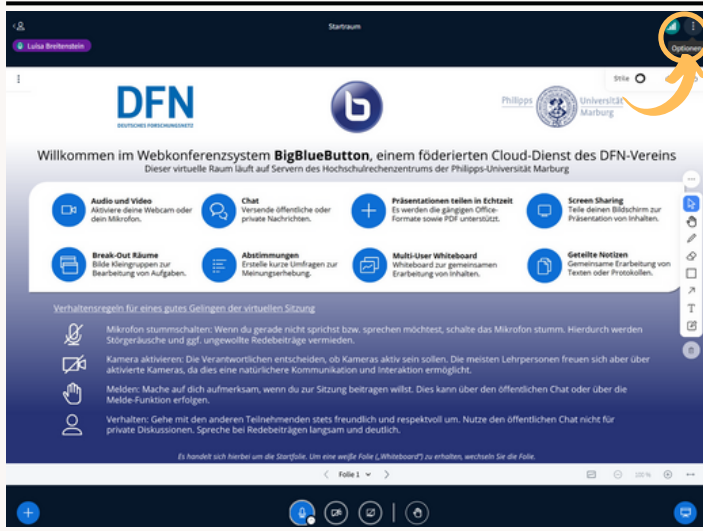 Startraum
Luisa Breitenstein
Optionen
Stile
DFN
DEUTSCHES FORSCHUNGSNETZ
b
Philipps
Universität
Marburg
Willkommen im Webkonferenzsystem BigBlueButton, einem föderierten Cloud-Dienst des DFN-Vereins
Dieser virtuelle Raum läuft auf Servern des Hochschulrechenzentrums der Philipps-Universität Marburg
Audio und Video
Aktiviere deine Webcam oder
dein Mikrofon.
Chat
Versende öffentliche oder
private Nachrichten.
Präsentationen teilen in Echtzeit
Es werden die gängigen Office-
Formate sowie PDF unterstützt.
Screen Sharing
Teile deinen Bildschirm zur
Präsentation von Inhalten.
Break-Out Räume
Bilde Kleingruppen zur
Bearbeitung von Aufgaben.
Abstimmungen
Erstelle kurze Umfragen zur
Meinungserhebung.
Multi-User Whiteboard
Whiteboard zur gemeinsamen
Erarbeitung von Inhalten.
Geteilte Notizen
Gemeinsame Erarbeitung von
Texten oder Protokollen.
Verhaltensregeln für eines gutes Gelingen der virtuellen Sitzung
Mikrofon stummschalten: Wenn du gerade nicht sprichst bzw. sprechen möchtest, schalte das Mikrofon stumm. Hierdurch werden
Störgeräusche und ggf. ungewollte Redebeiträge vermieden.
Kamera aktivieren: Die Verantwortlichen entscheiden, ob Kameras aktiv sein sollen. Die meisten Lehrpersonen freuen sich aber über
aktivierte Kameras, da dies eine natürlichere Kommunikation und Interaktion ermöglicht.
Melden: Mache auf dich aufmerksam, wenn du zur Sitzung beitragen willst. Dies kann über den öffentlichen Chat oder über die
Melde-Funktion erfolgen.
Verhalten: Gehe mit den anderen Teilnehmenden stets freundlich und respektvoll um. Nutze den öffentlichen Chat nicht für
private Diskussionen. Spreche bei Redebeiträgen langsam und deutlich.
Es handelt sich hierbei um die Startfolie. Um eine weiße Folie („Whiteboard") zu erhalten, wechseln Sie die Folie.
Folie 1
100 %